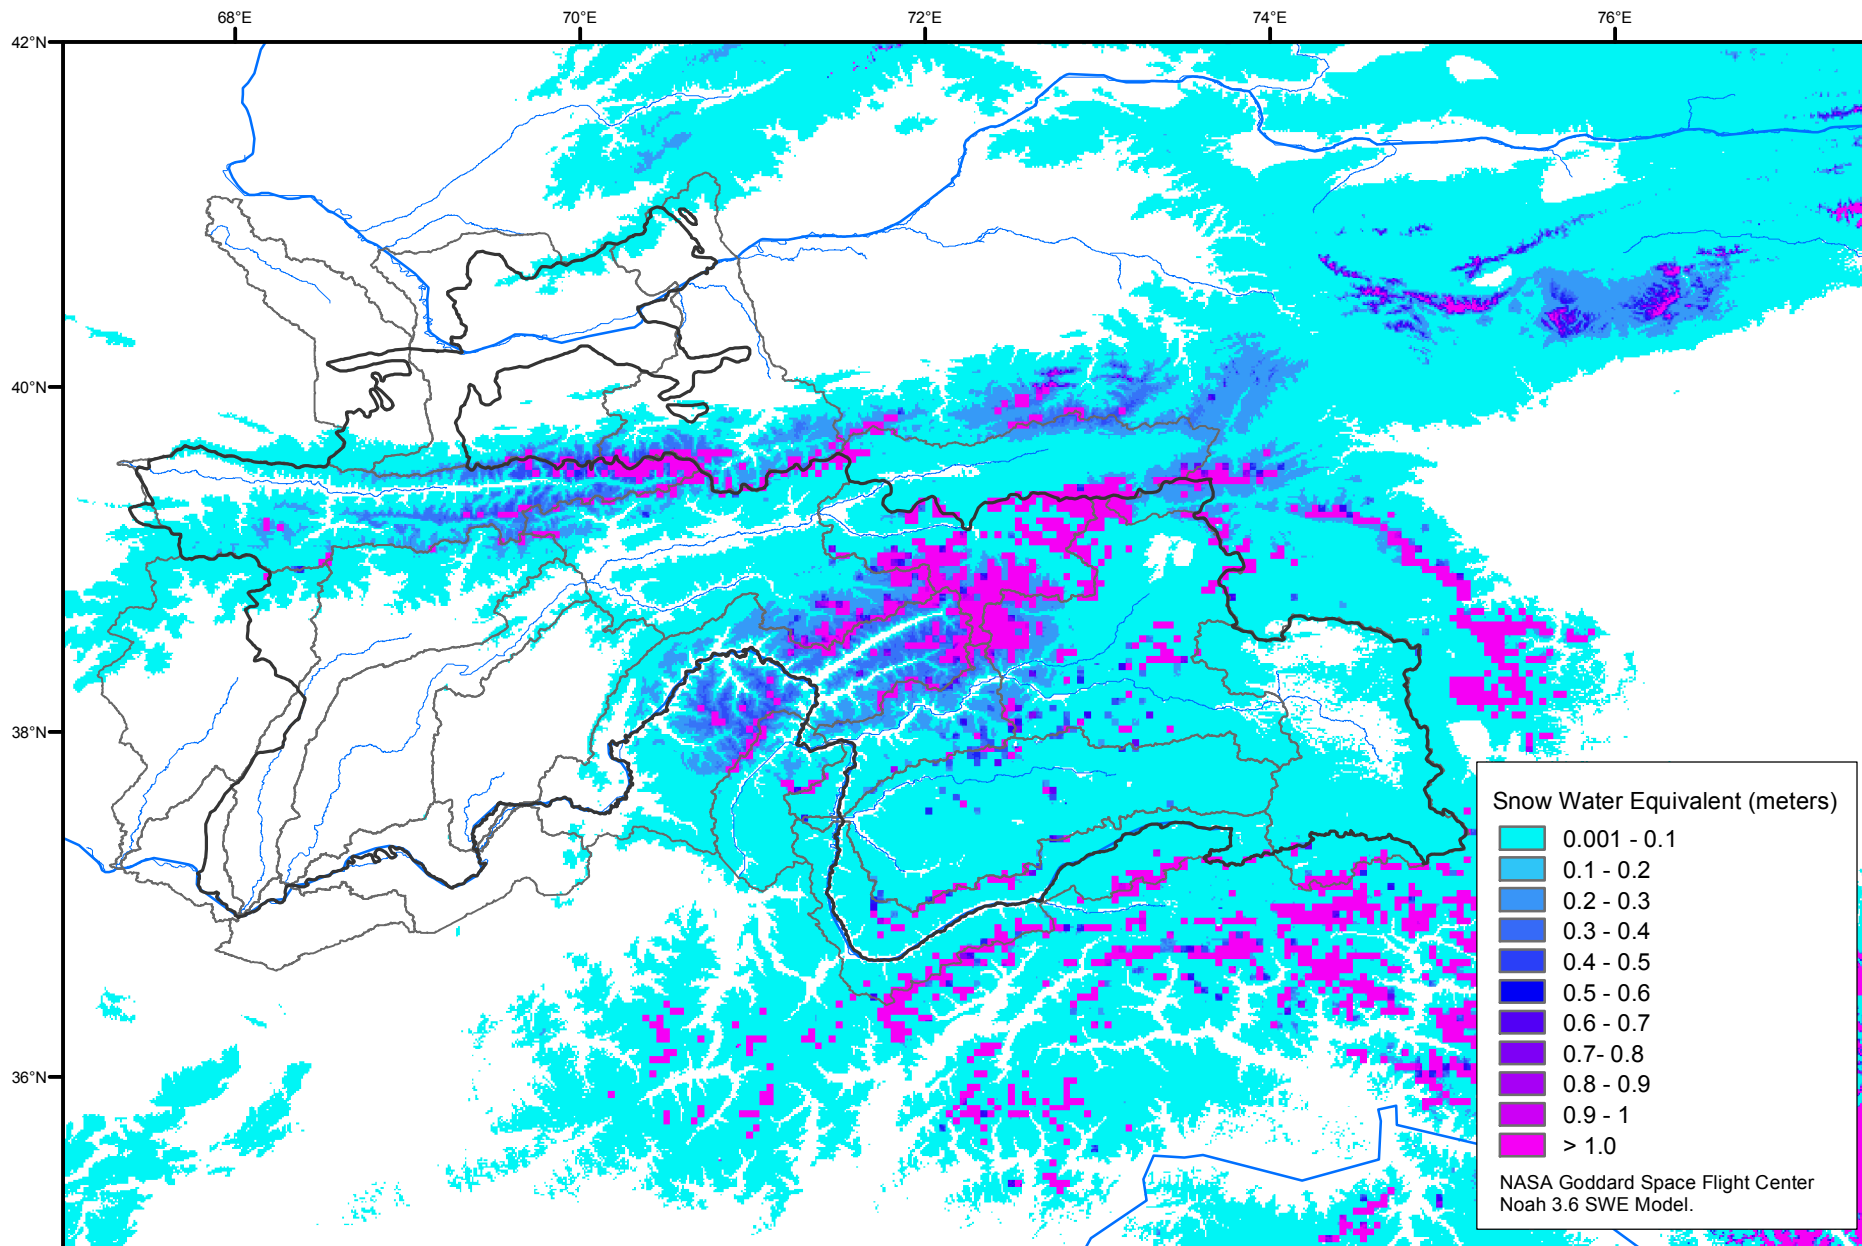 68°E
70°E
72°E
74°E
76°E
42°N
40°N
38°N
36°N
Snow Water Equivalent (meters)
0.001 - 0.1
0.1 - 0.2
0.2 - 0.3
0.3 - 0.4
0.4 - 0.5
0.5 - 0.6
0.6 - 0.7
0.7- 0.8
0.8 - 0.9
0.9 - 1
> 1.0
NASA Goddard Space Flight Center
Noah 3.6 SWE Model.